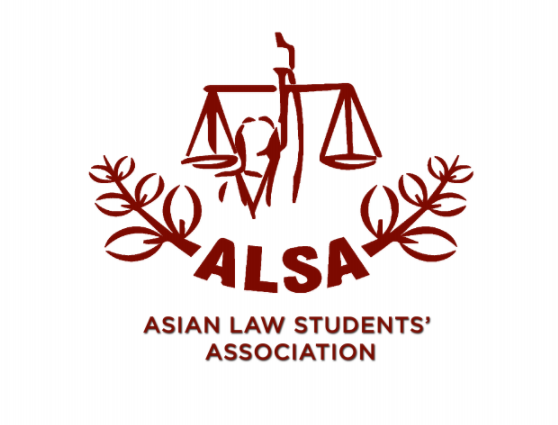 ALSA
ASIAN LAW STUDENTS'
ASSOCIATION